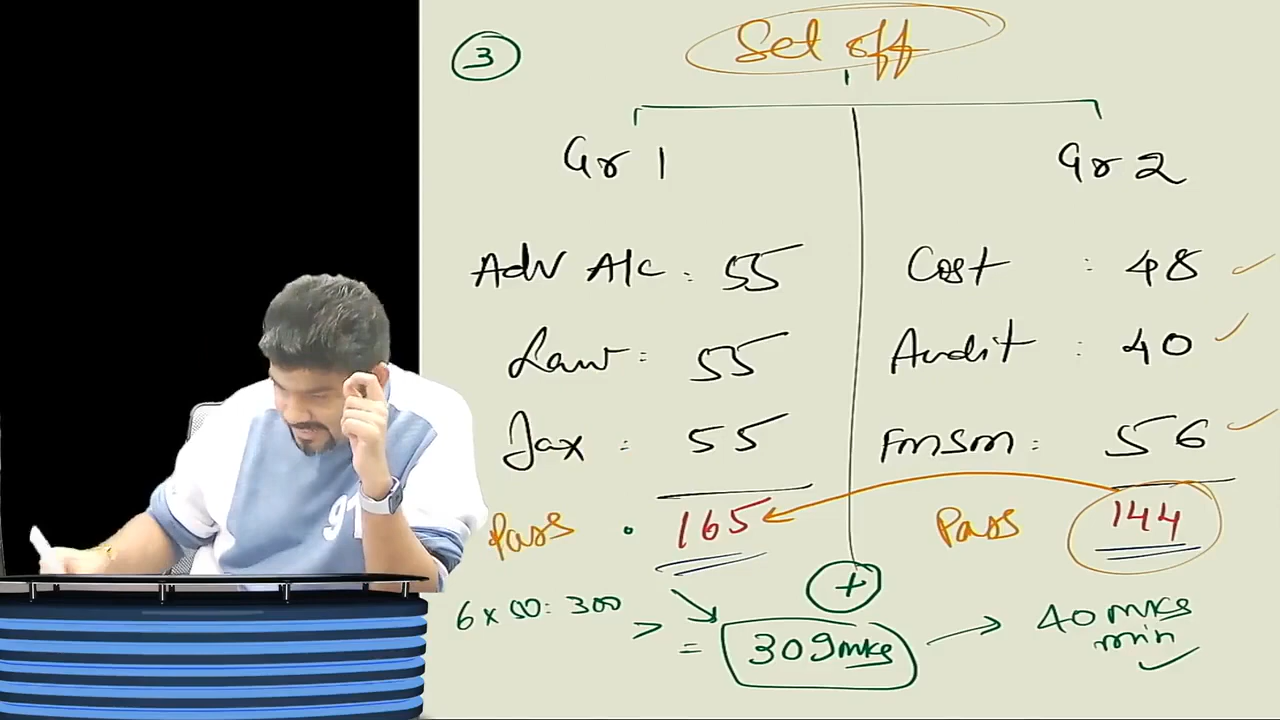 3
Set off
Gr 1
Gr 2
Adv A/c : 55
Cost : 48
Law : 55
Audit : 40
Tax : 55
Fmsm : 56
Pass
165
Pass
144
+
6 x 50 : 300 > = 309 mks
40 mks
min
91